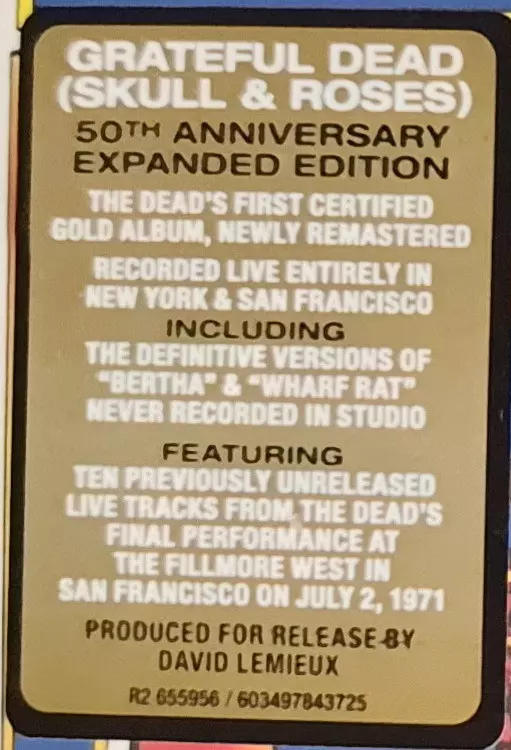 GRATEFUL DEAD
(SKULL & ROSES)
50TH ANNIVERSARY
EXPANDED EDITION
THE DEAD'S FIRST CERTIFIED
GOLD ALBUM, NEWLY REMASTERED
RECORDED LIVE ENTIRELY IN
NEW YORK & SAN FRANCISCO
INCLUDING
THE DEFINITIVE VERSIONS OF
"BERTHA" & "WHARF RAT"
NEVER RECORDED IN STUDIO
FEATURING
TEN PREVIOUSLY UNRELEASED
LIVE TRACKS FROM THE DEAD'S
FINAL PERFORMANCE AT
THE FILLMORE WEST IN
SAN FRANCISCO ON JULY 2, 1971
PRODUCED FOR RELEASE BY
DAVID LEMIEUX
R2 655956 / 603497843725